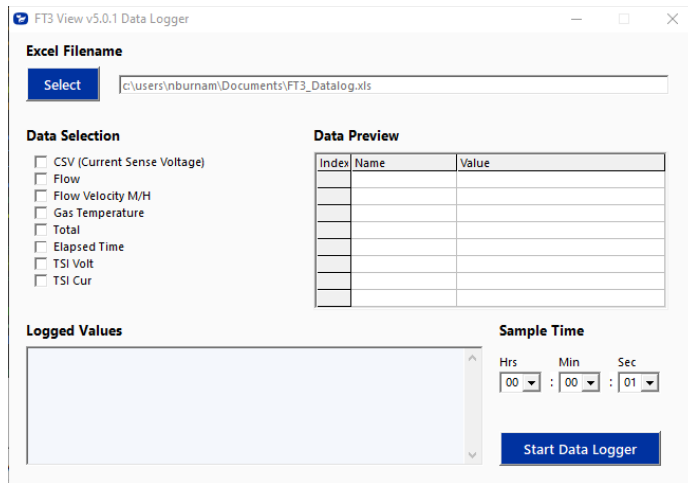 FT3 View v5.0.1 Data Logger
Excel Filename
Select
c:\users\nburnam\Documents\FT3_Datalog.xls
Data Selection
CSV (Current Sense Voltage)
Flow
Flow Velocity M/H
Gas Temperature
Total
Elapsed Time
TSI Volt
TSI Cur
Data Preview
Index Name Value
Logged Values
Sample Time
Hrs Min Sec
00 : 00 : 01
Start Data Logger